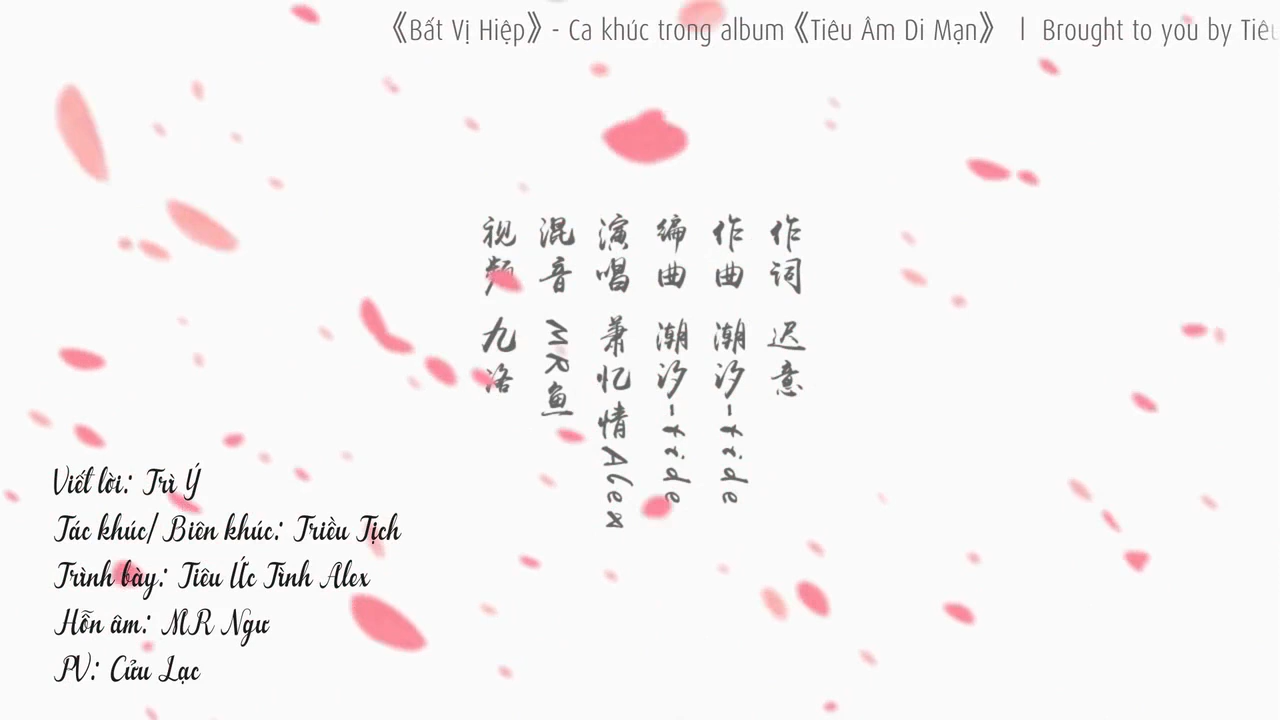 《Bất Vị Hiệp》 - Ca khúc trong album 《Tiêu Âm Di Mạn》 | Brought to you by Tiêu
作词 迟意
作曲 潮汐-tide
编曲 潮汐-tide
演唱 萧忆情Alex
混音 MR鱼
视频 九洛
Viết lời: Trì Ý
Tác khúc/ Biên khúc: Triều Tịch
Trình bày: Tiêu Ức Tình Alex
Hỗn âm: MR Ngư
PV: Cửu Lạc